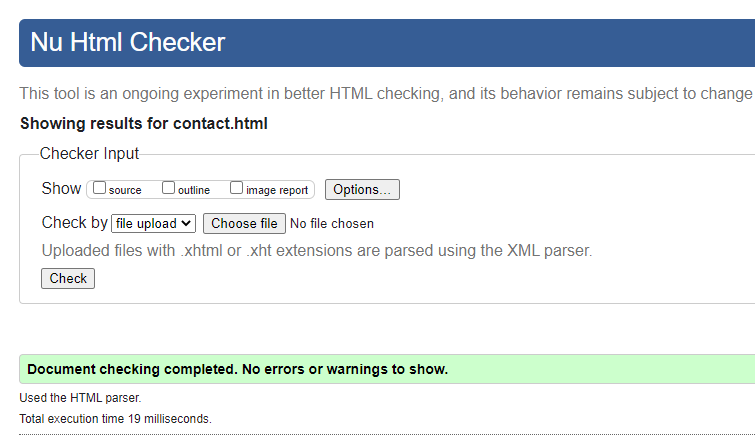 Nu Html Checker
This tool is an ongoing experiment in better HTML checking, and its behavior remains subject to change
Showing results for contact.html
Checker Input
Show source outline image report Options...
Check by file upload Choose file No file chosen
Uploaded files with .xhtml or .xht extensions are parsed using the XML parser.
Check
Document checking completed. No errors or warnings to show.
Used the HTML parser.
Total execution time 19 milliseconds.